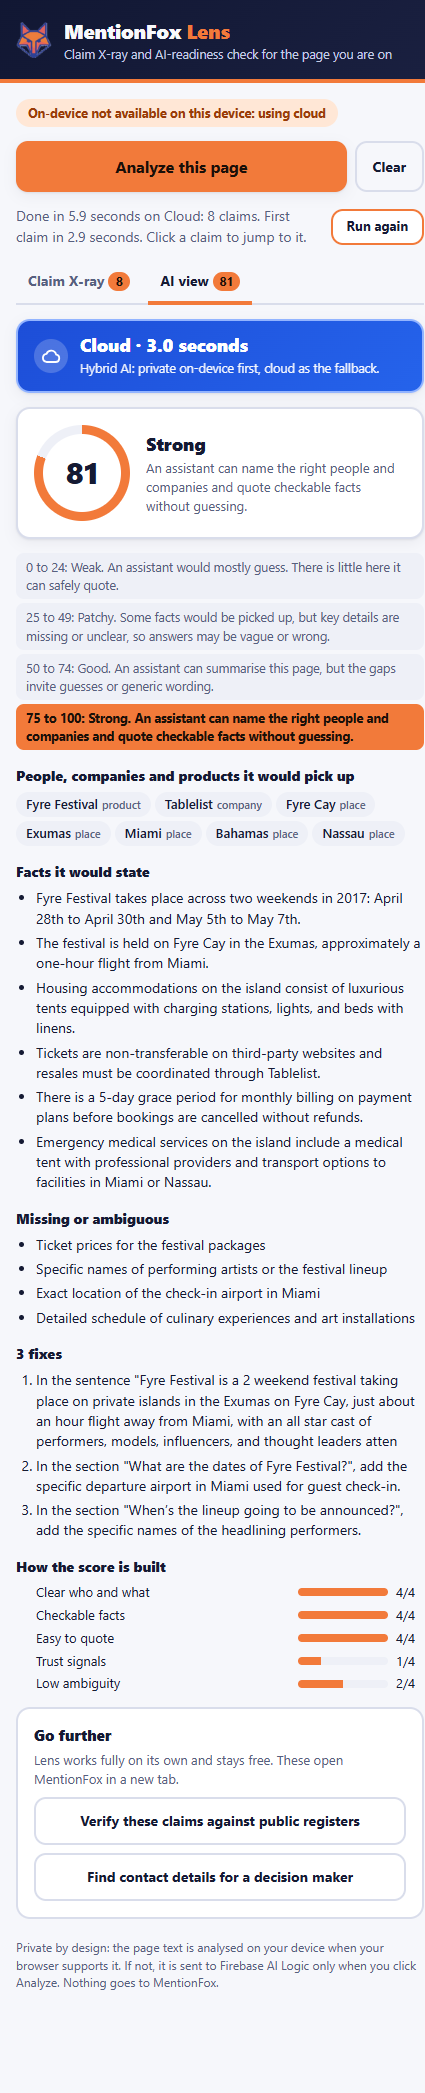 MentionFox Lens
Claim X-ray and AI-readiness check for the page you are on
On-device not available on this device: using cloud
Analyze this page
Clear
Done in 5.9 seconds on Cloud: 8 claims. First
claim in 2.9 seconds. Click a claim to jump to it.
Run again
Claim X-ray 8
AI view 81
Cloud · 3.0 seconds
Hybrid AI: private on-device first, cloud as the fallback.
81
Strong
An assistant can name the right people and
companies and quote checkable facts
without guessing.
0 to 24: Weak. An assistant would mostly guess. There is little here it
can safely quote.
25 to 49: Patchy. Some facts would be picked up, but key details are
missing or unclear, so answers may be vague or wrong.
50 to 74: Good. An assistant can summarise this page, but the gaps
invite guesses or generic wording.
75 to 100: Strong. An assistant can name the right people and
companies and quote checkable facts without guessing.
People, companies and products it would pick up
Fyre Festival product
Tablelist company
Fyre Cay place
Exumas place
Miami place
Bahamas place
Nassau place
Facts it would state
• Fyre Festival takes place across two weekends in 2017: April
28th to April 30th and May 5th to May 7th.
• The festival is held on Fyre Cay in the Exumas, approximately a
one-hour flight from Miami.
• Housing accommodations on the island consist of luxurious
tents equipped with charging stations, lights, and beds with
linens.
• Tickets are non-transferable on third-party websites and
resales must be coordinated through Tablelist.
• There is a 5-day grace period for monthly billing on payment
plans before bookings are cancelled without refunds.
• Emergency medical services on the island include a medical
tent with professional providers and transport options to
facilities in Miami or Nassau.
Missing or ambiguous
• Ticket prices for the festival packages
• Specific names of performing artists or the festival lineup
• Exact location of the check-in airport in Miami
• Detailed schedule of culinary experiences and art installations
3 fixes
1. In the sentence "Fyre Festival is a 2 weekend festival taking
place on private islands in the Exumas on Fyre Cay, just about
an hour flight away from Miami, with an all star cast of
performers, models, influencers, and thought leaders atten
2. In the section "What are the dates of Fyre Festival?", add the
specific departure airport in Miami used for guest check-in.
3. In the section "When's the lineup going to be announced?",
add the specific names of the headlining performers.
How the score is built
Clear who and what 4/4
Checkable facts 4/4
Easy to quote 4/4
Trust signals 1/4
Low ambiguity 2/4
Go further
Lens works fully on its own and stays free. These open
MentionFox in a new tab.
Verify these claims against public registers
Find contact details for a decision maker
Private by design: the page text is analysed on your device when your
browser supports it. If not, it is sent to Firebase AI Logic only when you click
Analyze. Nothing goes to MentionFox.